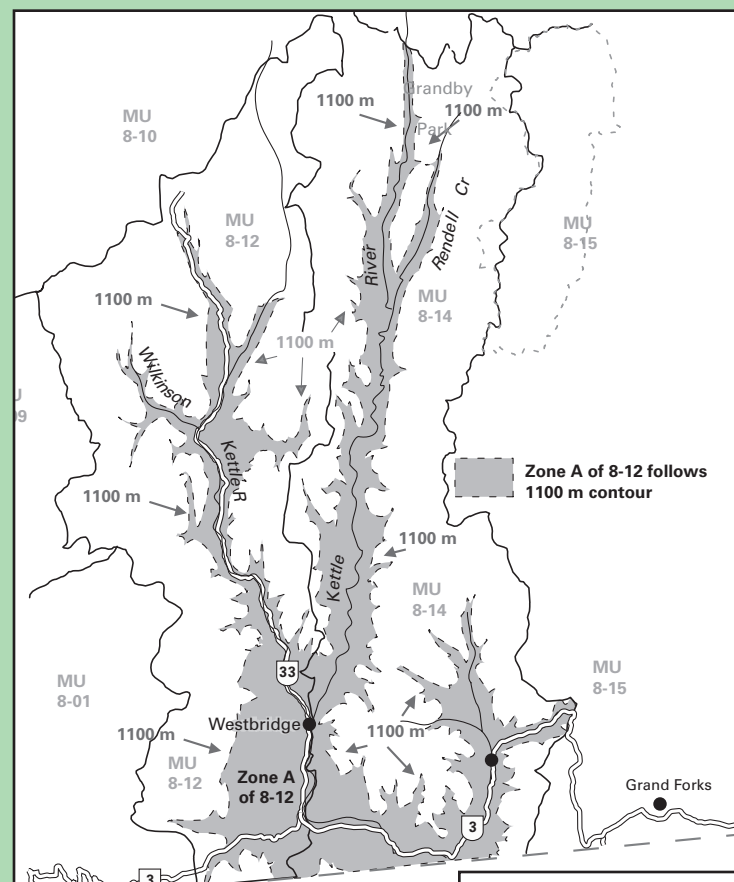 MU
8-10
1100 m
Grandby
Park
1100 m
MU
8-12
River
Rendell Cr
MU
8-15
1100 m
MU
8-14
1100 m
Wilkinson
Kettle R
Zone A of 8-12 follows
1100 m contour
1100 m
1100 m
Kettle
MU
8-14
33
MU
8-01
MU
8-15
Westbridge
1100 m
1100 m
MU
8-12
Zone A
of 8-12
Grand Forks
3
3